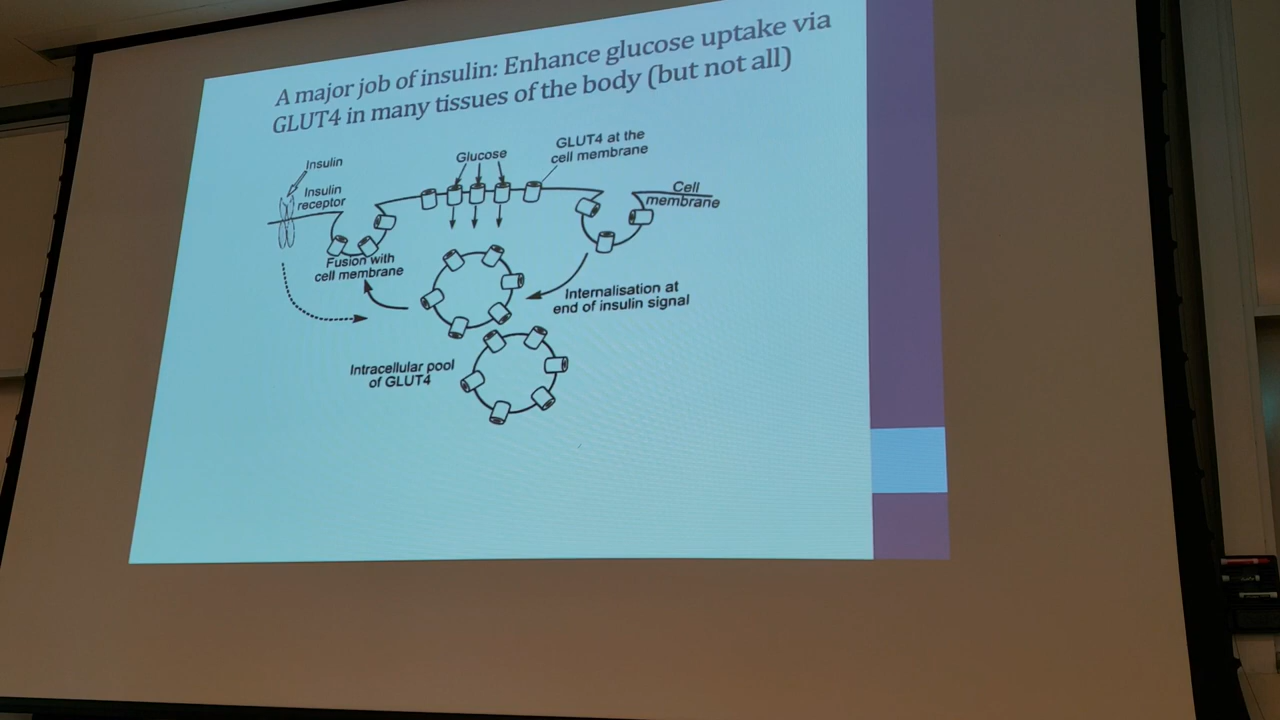 A major job of insulin: Enhance glucose uptake via
GLUT4 in many tissues of the body (but not all)
Insulin
Insulin
receptor
Glucose
GLUT4 at the
cell membrane
Cell
membrane
Fusion with
cell membrane
Internalisation at
end of insulin signal
Intracellular pool
of GLUT4